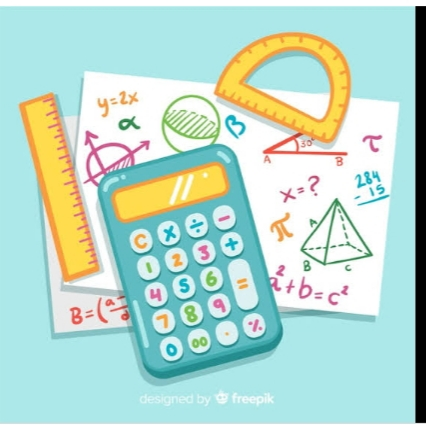 y=2x
α
β
30°
A B
τ
x=?
284
- 15
π
A
B C
a²+b=c²
B=(a-
C × ÷ -
1 2 3 +
4 5 6 =
7 8 9
0 00 . %
designed by freepik